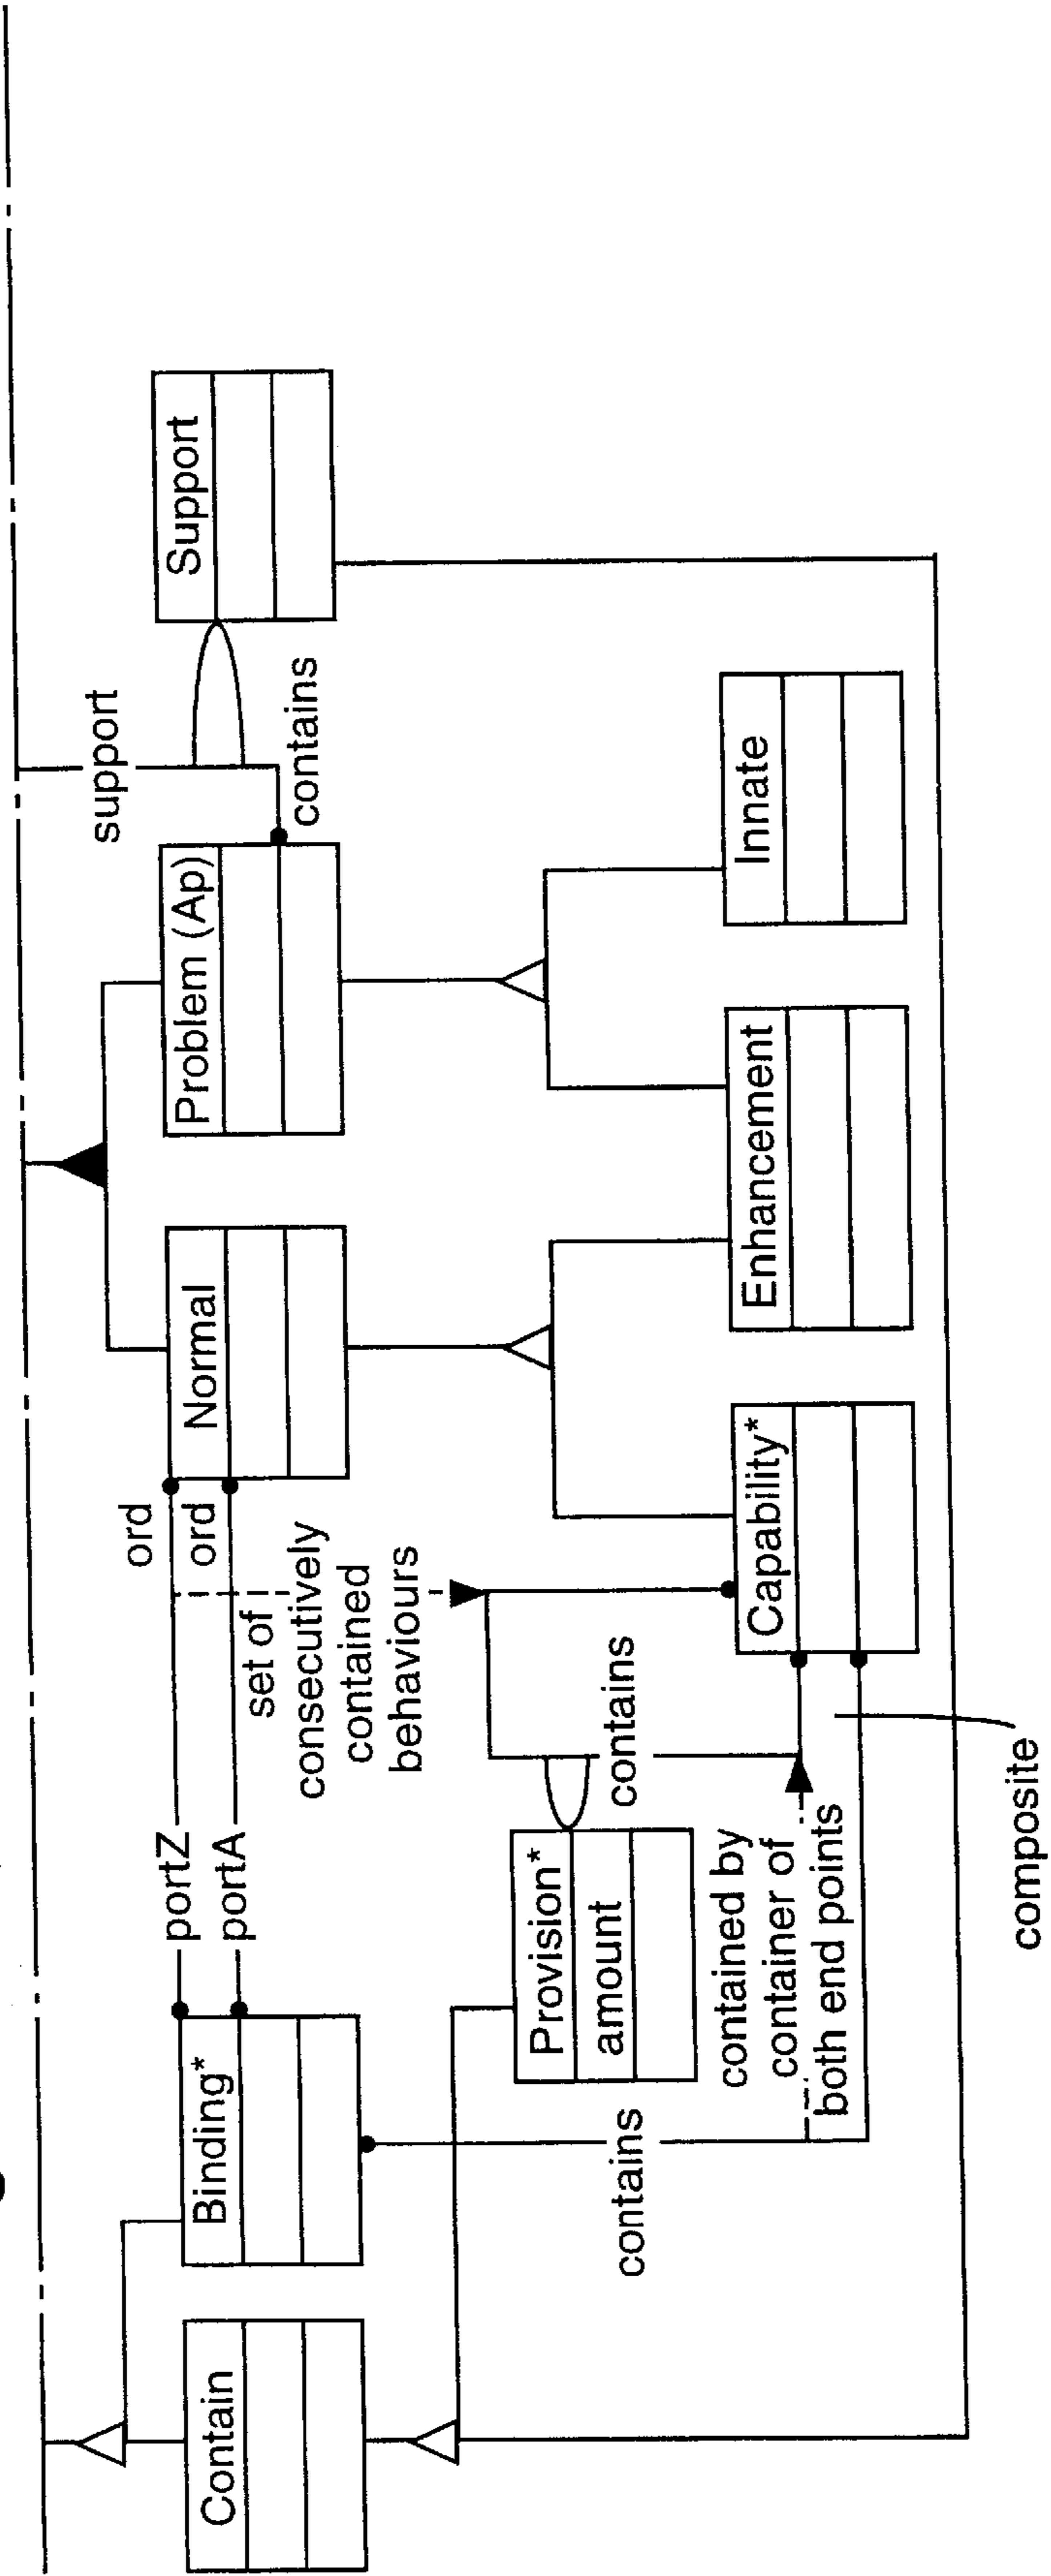 support
Support
contains
Problem (Ap)
Normal
ord
ord
portZ
portA
Binding*
Contain
set of
consecutively
contained
behaviours
Innate
Enhancement
Capability*
contains
Provision*
amount
contained by
container of
both end points
contains
composite